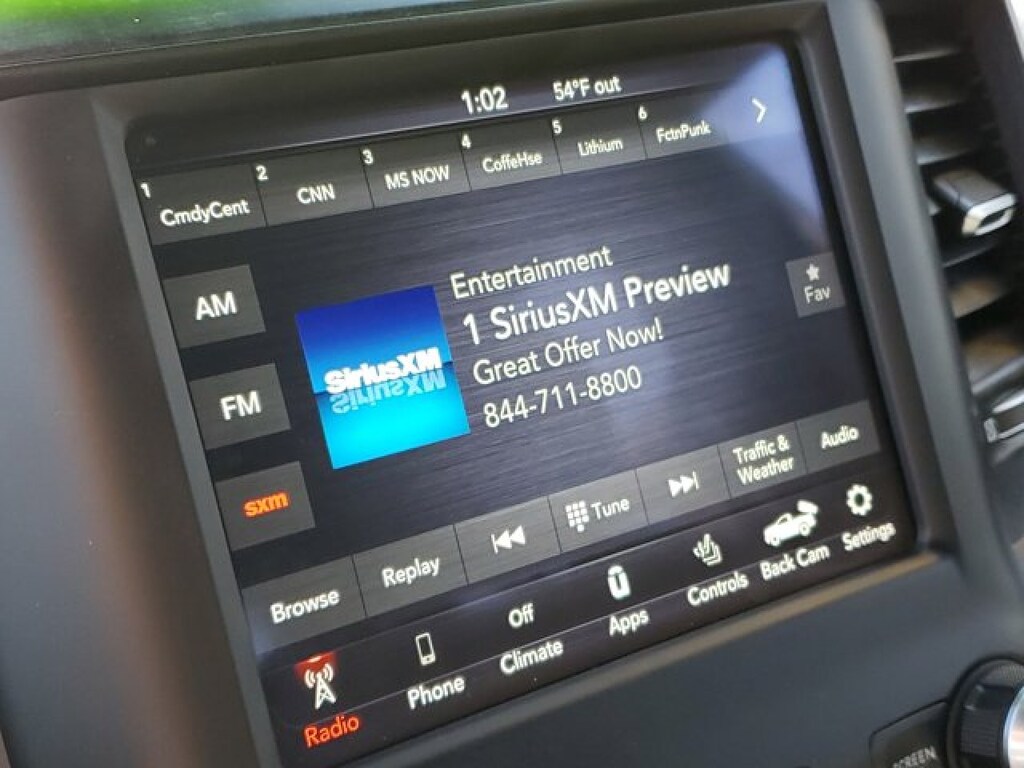 1:02 54°F out
1 CmdyCent 2 CNN 3 MS NOW 4 CoffeHse 5 Lithium 6 FctnPunk
AM
FM
sxm
SiriusXM
Entertainment
1 SiriusXM Preview
Great Offer Now!
844-711-8800
Fav
Browse Replay Tune Traffic & Weather Audio
Radio Phone Off Climate Apps Controls Back Cam Settings
SCREEN